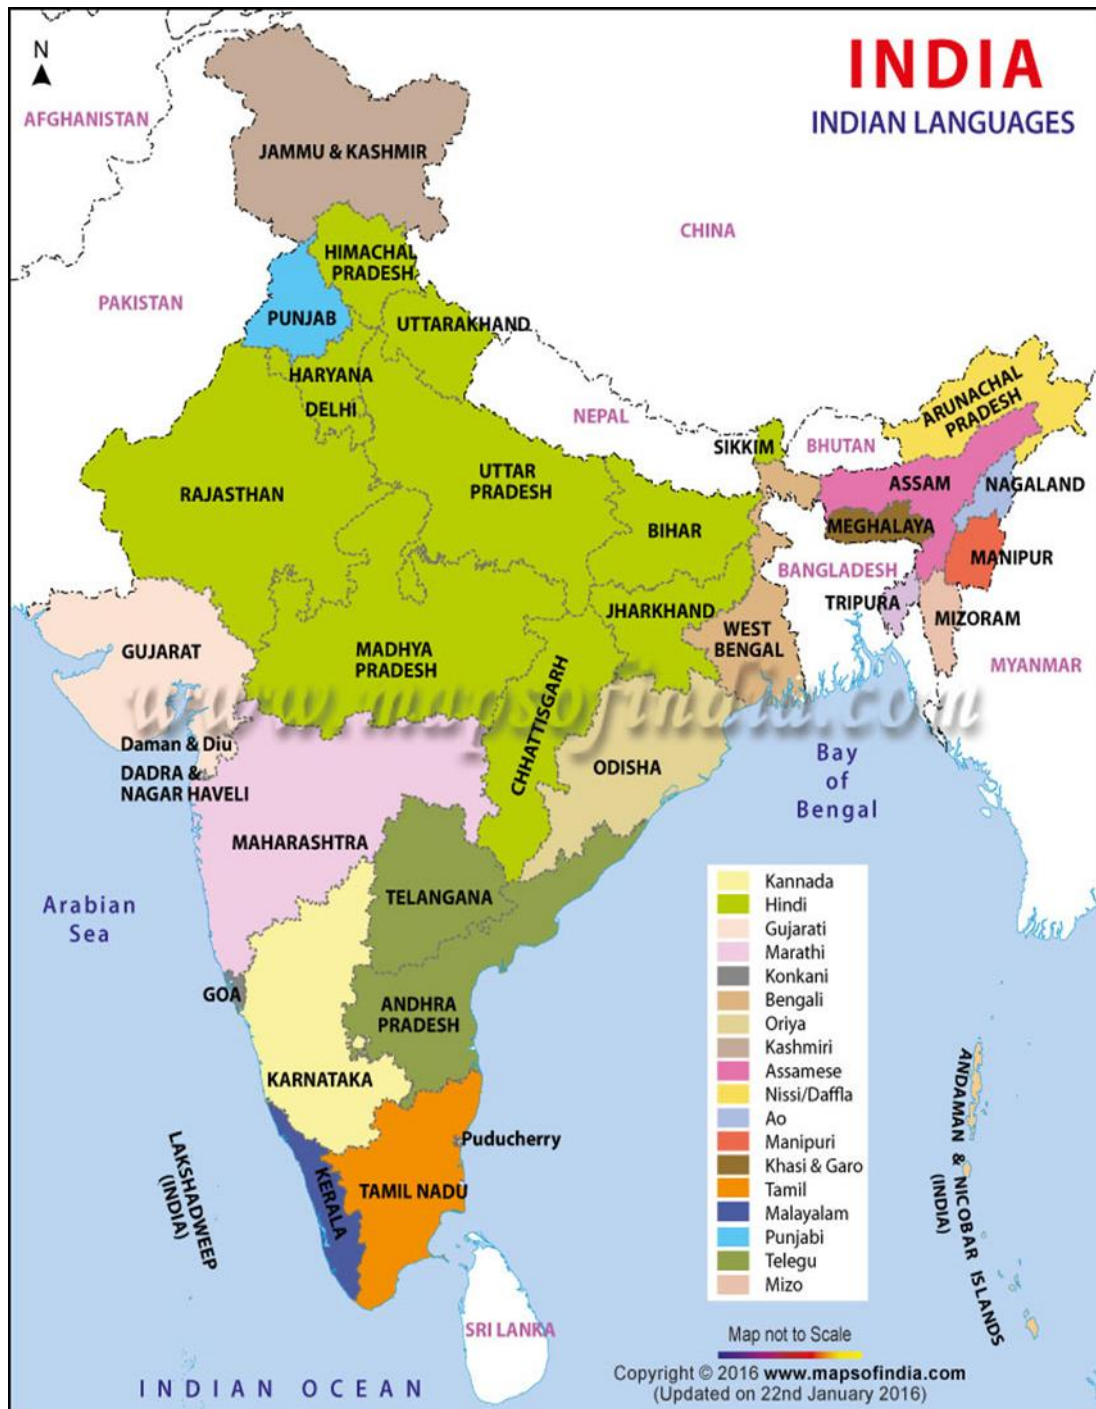 INDIA
INDIAN LANGUAGES
N
AFGHANISTAN
JAMMU & KASHMIR
CHINA
HIMACHAL
PRADESH
PAKISTAN
PUNJAB
UTTARAKHAND
HARYANA
DELHI
NEPAL
ARUNACHAL
PRADESH
SIKKIM
BHUTAN
RAJASTHAN
UTTAR
PRADESH
ASSAM
NAGALAND
BIHAR
MEGHALAYA
MANIPUR
BANGLADESH
JHARKHAND
TRIPURA
MIZORAM
GUJARAT
MADHYA
PRADESH
WEST
BENGAL
MYANMAR
CHHATTISGARH
www.mapsofindia.com
Daman & Diu
DADRA &
NAGAR HAVELI
ODISHA
Bay
of
Bengal
MAHARASHTRA
TELANGANA
Arabian
Sea
GOA
ANDHRA
PRADESH
KARNATAKA
Puducherry
LAKSHADWEEP
(INDIA)
KERALA
TAMIL NADU
ANDAMAN & NICOBAR ISLANDS
(INDIA)
SRI LANKA
INDIAN OCEAN
Kannada
Hindi
Gujarati
Marathi
Konkani
Bengali
Oriya
Kashmiri
Assamese
Nissi/Daffla
Ao
Manipuri
Khasi & Garo
Tamil
Malayalam
Punjabi
Telegu
Mizo
Map not to Scale
Copyright © 2016 www.mapsofindia.com
(Updated on 22nd January 2016)